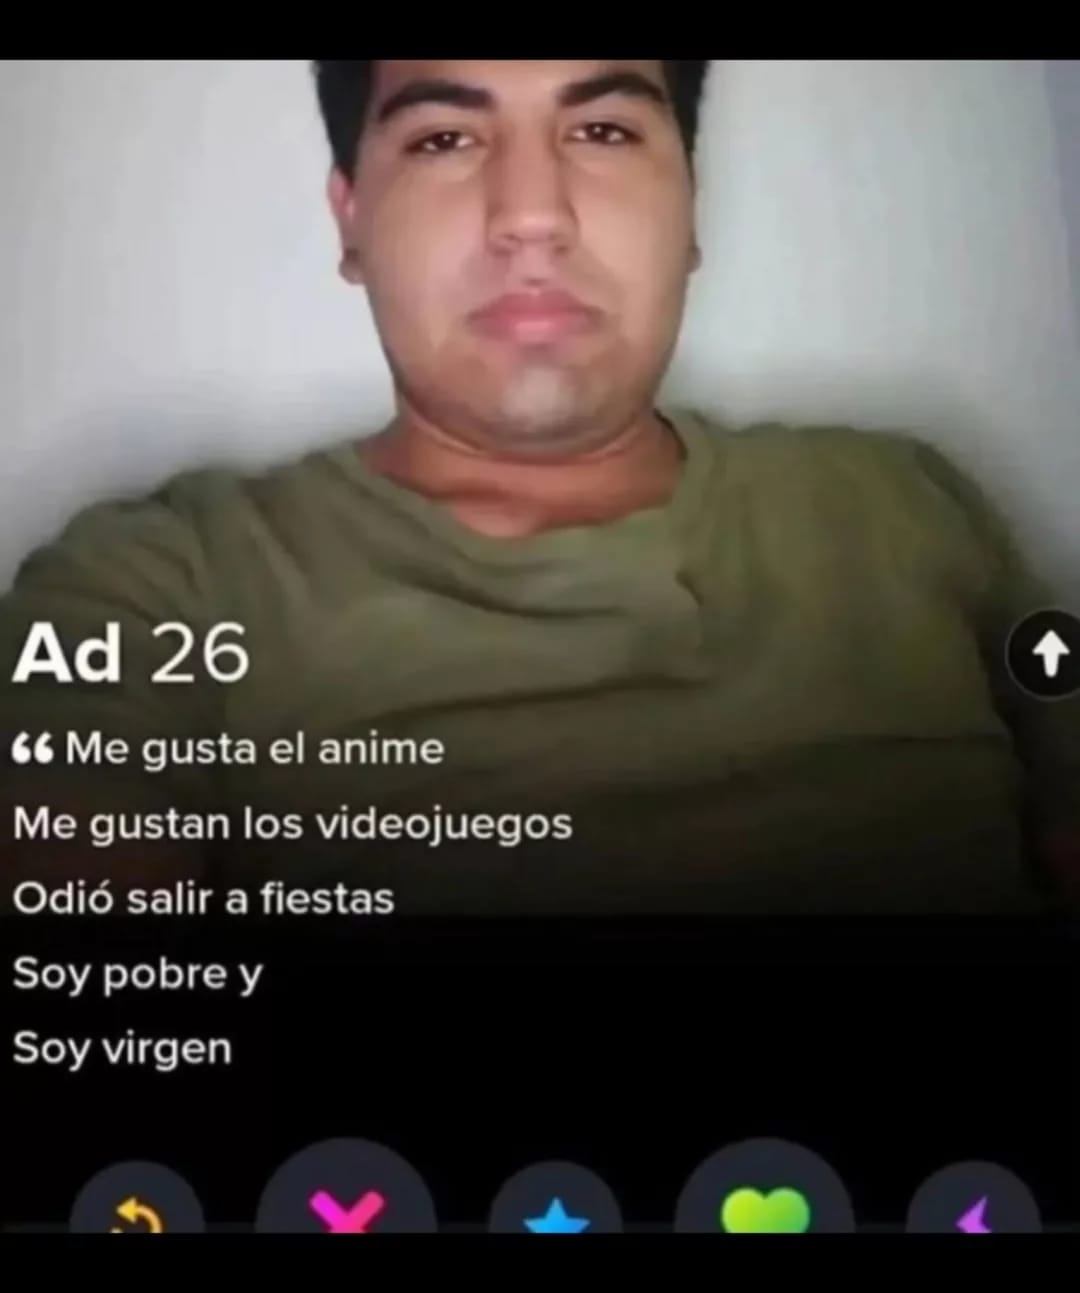 Ad 26
“ Me gusta el anime
Me gustan los videojuegos
Odió salir a fiestas
Soy pobre y
Soy virgen